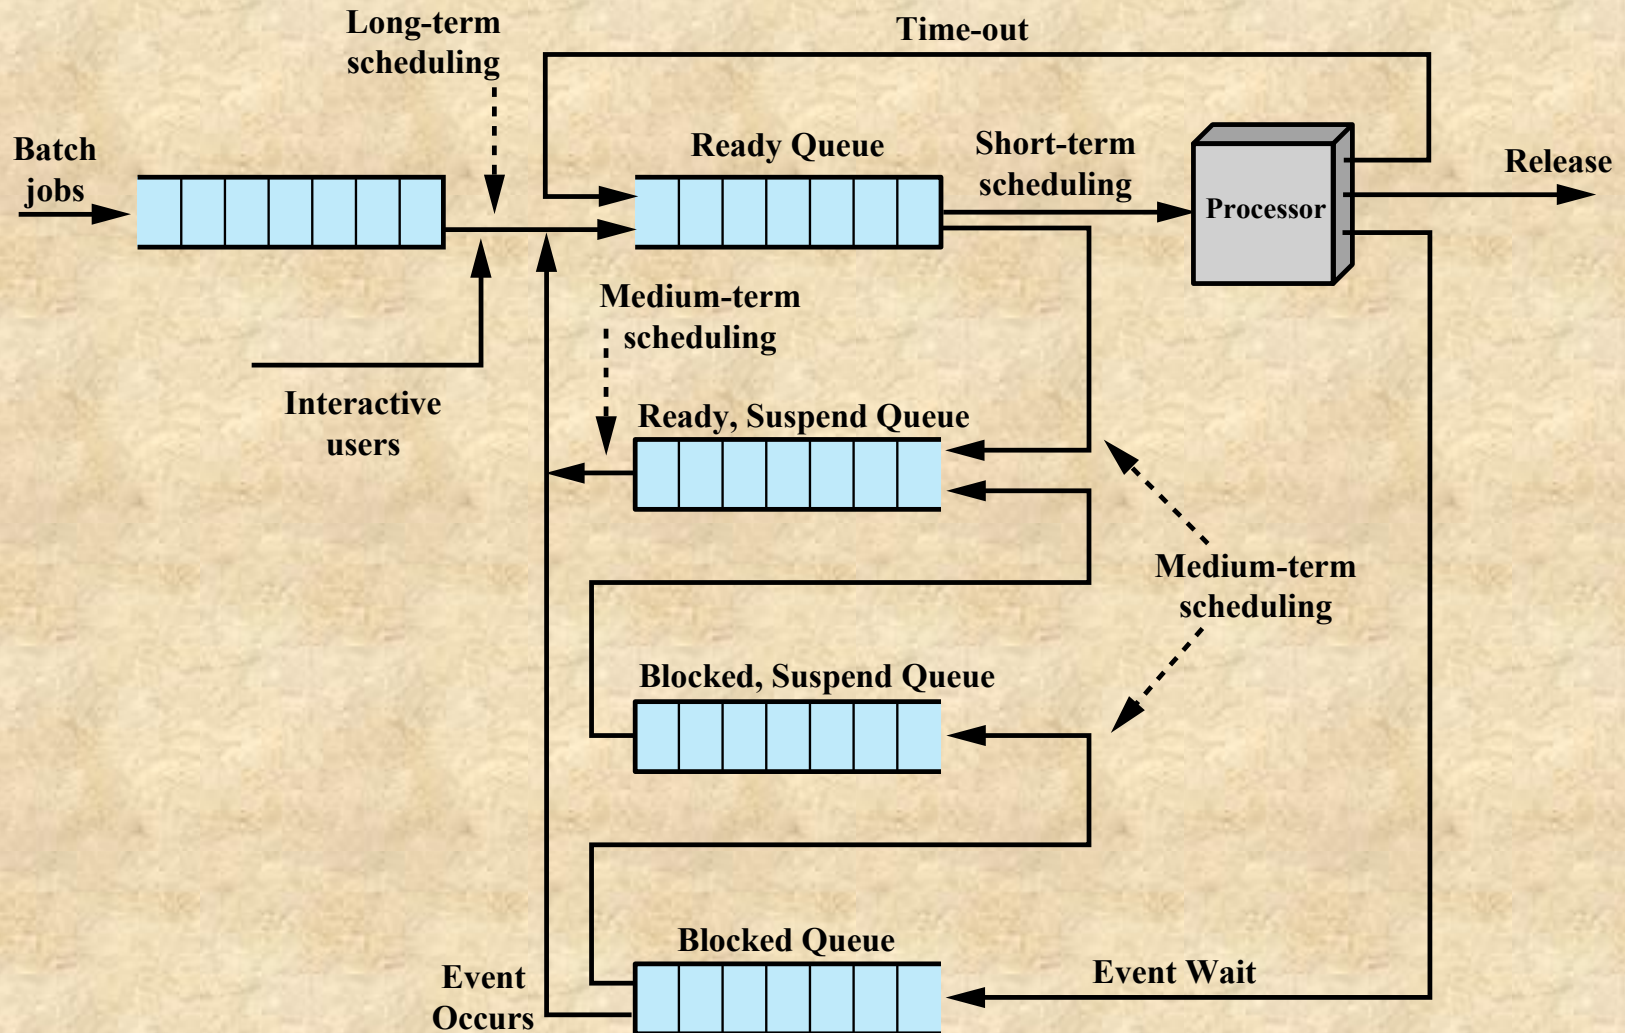 Long-term
scheduling
Time-out
Batch
jobs
Ready Queue
Short-term
scheduling
Processor
Release
Medium-term
scheduling
Interactive
users
Ready, Suspend Queue
Medium-term
scheduling
Blocked, Suspend Queue
Blocked Queue
Event Wait
Event
Occurs